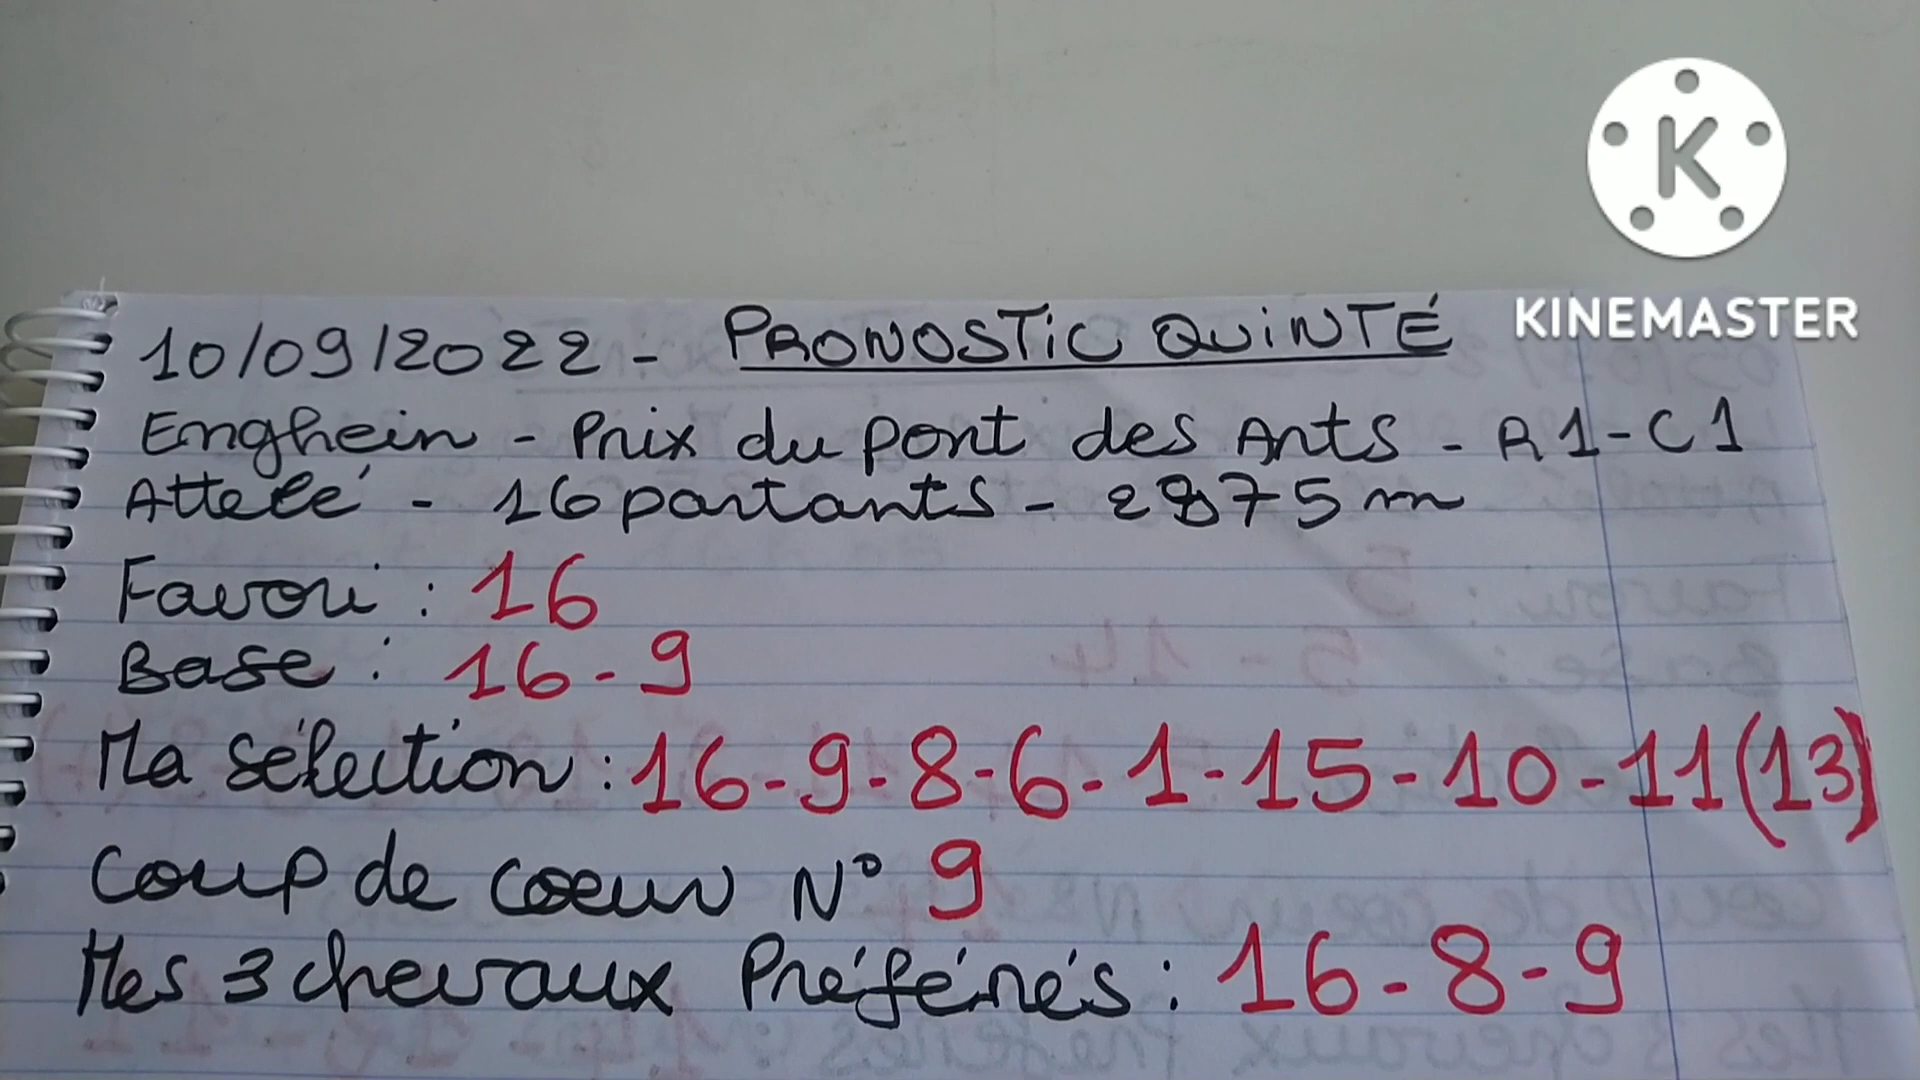 KINEMASTER
10/09/2022 - PRONOSTiC QUiNTÉ
Enghein - Prix du pont des Arts - R1-C1
Attelé - 16 partants - 2875 m
Favori : 16
Base : 16 - 9
Ma sélection : 16 - 9 - 8 - 6 - 1 - 15 - 10 - 11 (13)
Coup de coeur N° 9
Mes 3 chevaux Préférés : 16 - 8 - 9